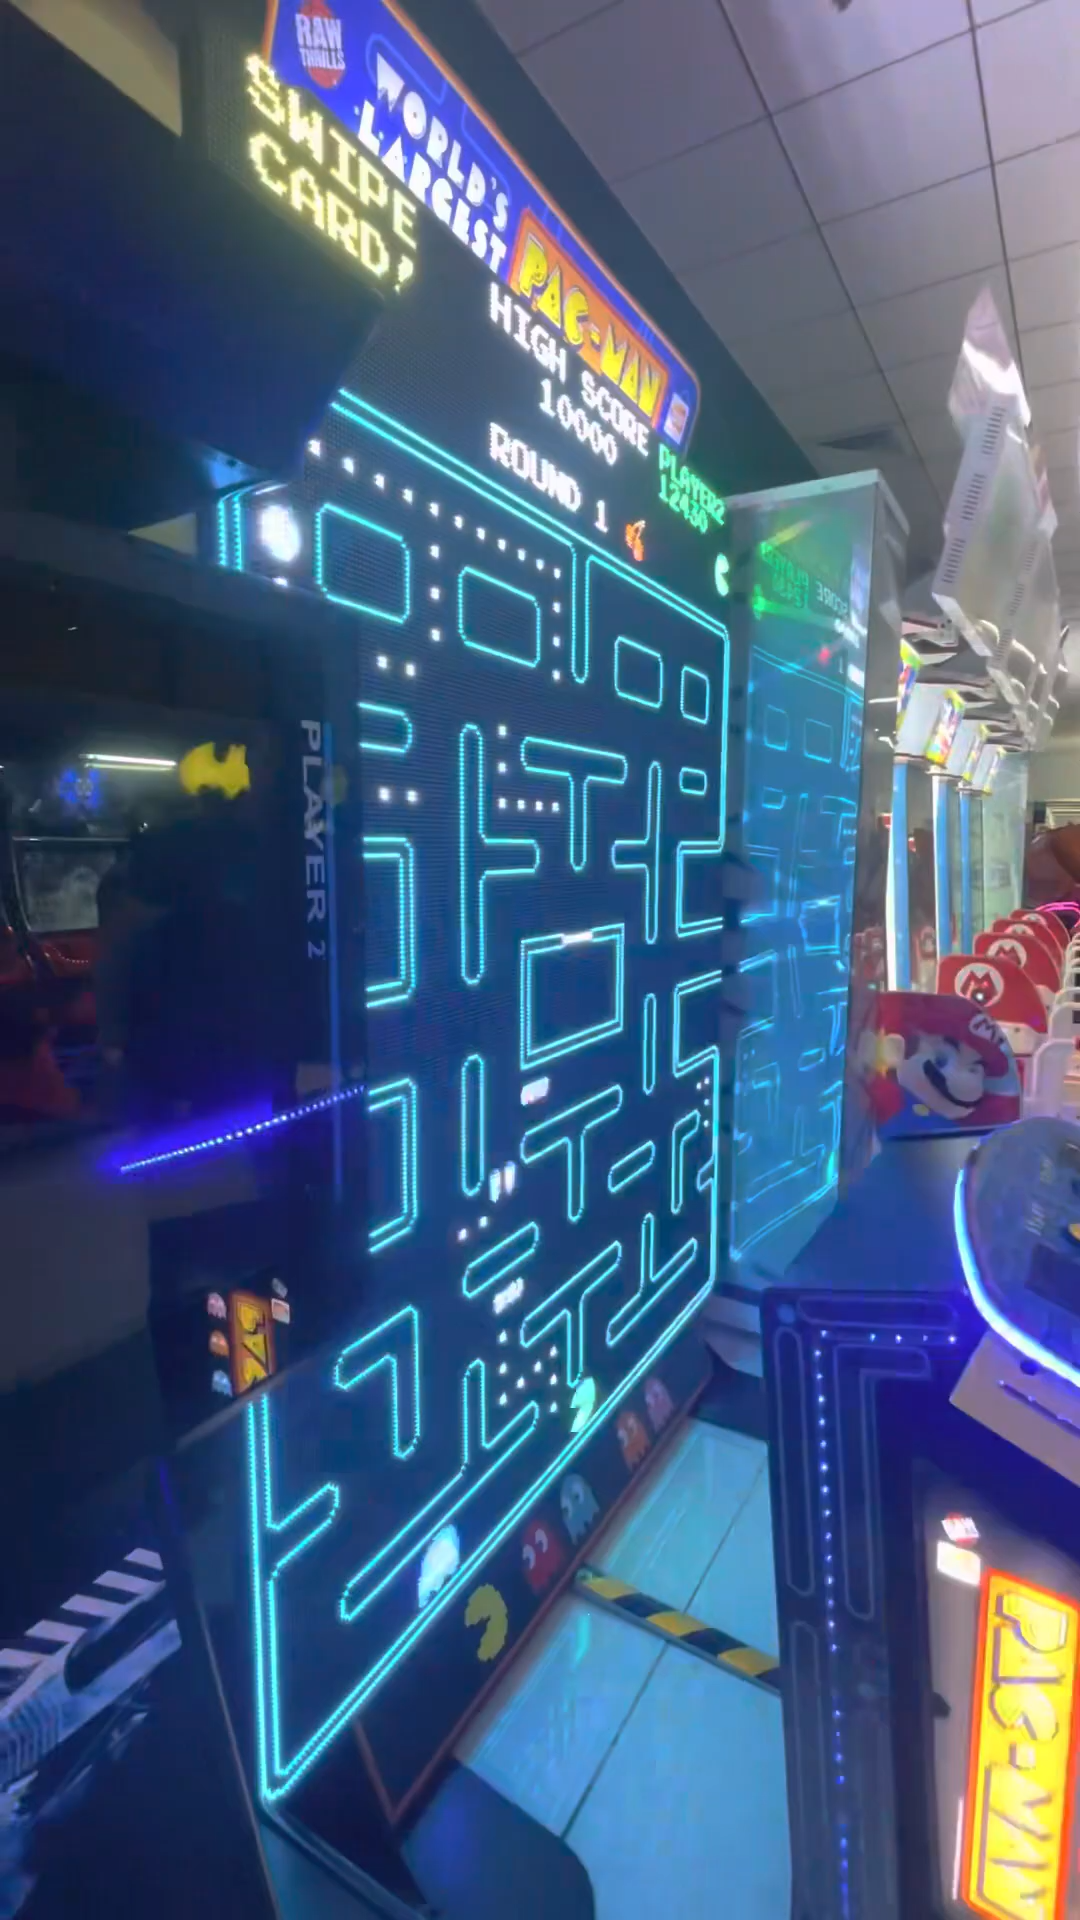 RAW
THRILLS
WORLD'S
LARGEST
PAC-MAN
SWIPE
CARD!
HIGH SCORE
10000
ROUND 1
PLAYER2
12430
PLAYER 2
PAC-MAN